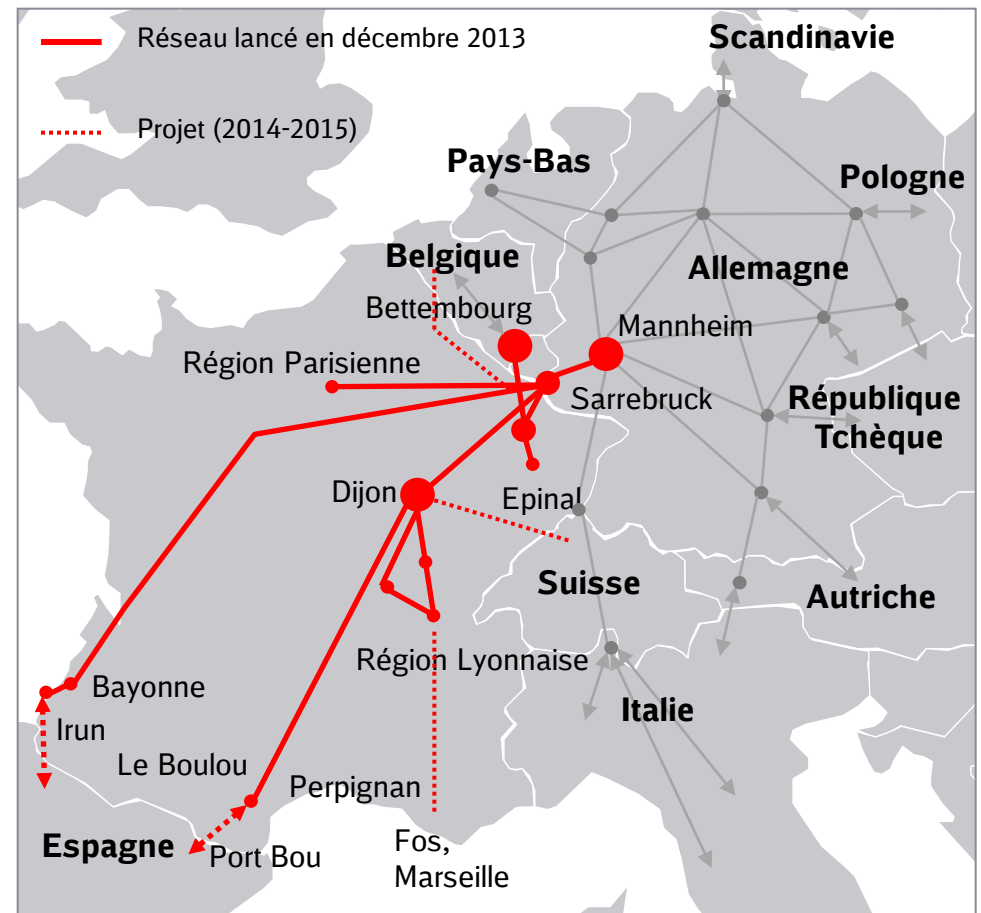 Réseau lancé en décembre 2013
Scandinavie
Projet (2014-2015)
Pays-Bas
Pologne
Belgique
Allemagne
Bettembourg
Mannheim
Région Parisienne
Sarrebruck
République
Tchèque
Dijon
Epinal
Suisse
Autriche
Région Lyonnaise
Bayonne
Italie
Irun
Le Boulou
Perpignan
Espagne
Port Bou
Fos,
Marseille